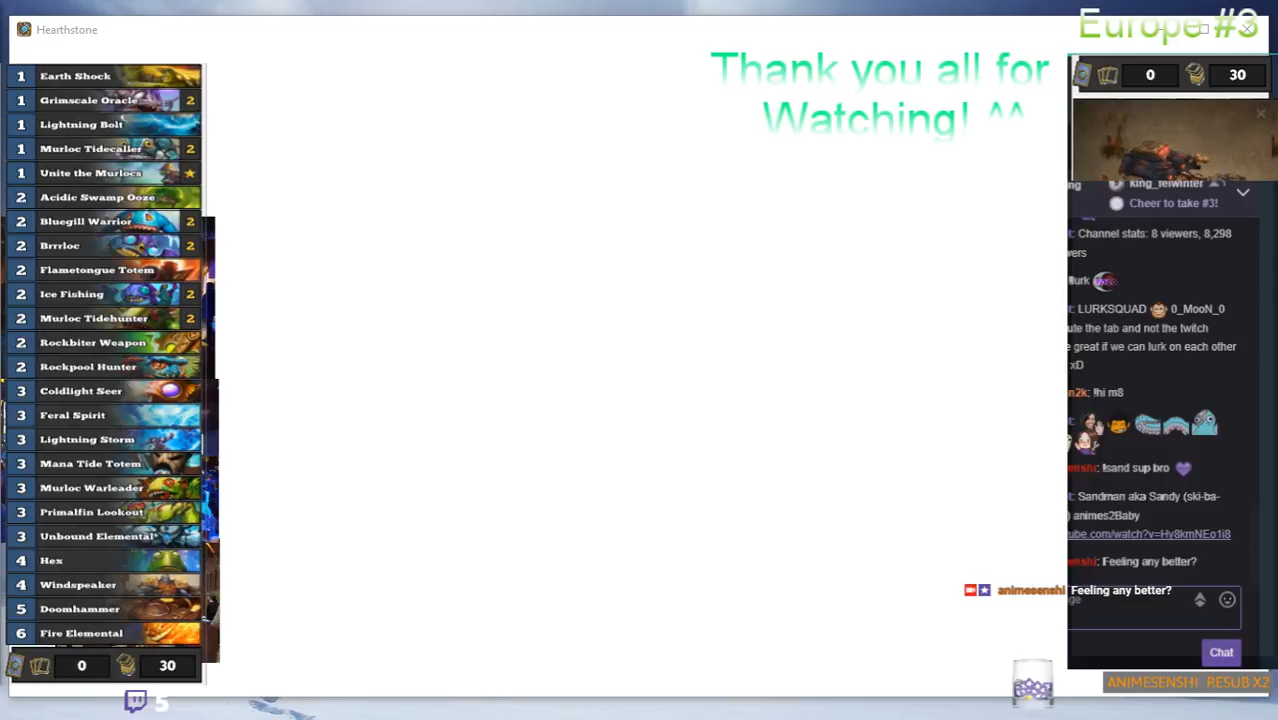 Hearthstone
Europe #3
Thank you all for
Watching! ^^
1 Earth Shock
1 Grimscale Oracle 2
1 Lightning Bolt
1 Murloc Tidecaller 2
1 Unite the Murlocs ★
2 Acidic Swamp Ooze
2 Bluegill Warrior 2
2 Brrrloc 2
2 Flametongue Totem
2 Ice Fishing 2
2 Murloc Tidehunter 2
2 Rockbiter Weapon
2 Rockpool Hunter
3 Coldlight Seer
3 Feral Spirit
3 Lightning Storm
3 Mana Tide Totem
3 Murloc Warleader
3 Primalfin Lookout
3 Unbound Elemental
4 Hex
4 Windspeaker
5 Doomhammer
6 Fire Elemental
0 30
5
0 30
king_felwinter
Cheer to take #3!
t: Channel stats: 8 viewers, 8,298
wers
lurk
t: LURKSQUAD 0_MooN_0
ute the tab and not the twitch
e great if we can lurk on each other
xD
n2k: !hi m8
senshi: !sand sup bro
t: Sandman aka Sandy (ski-ba-
) animes2Baby
ube.com/watch?v=Hy8kmNEo1i8
enshi: Feeling any better?
animesenshi Feeling any better?
Chat
ANIMESENSHI RESUB X2